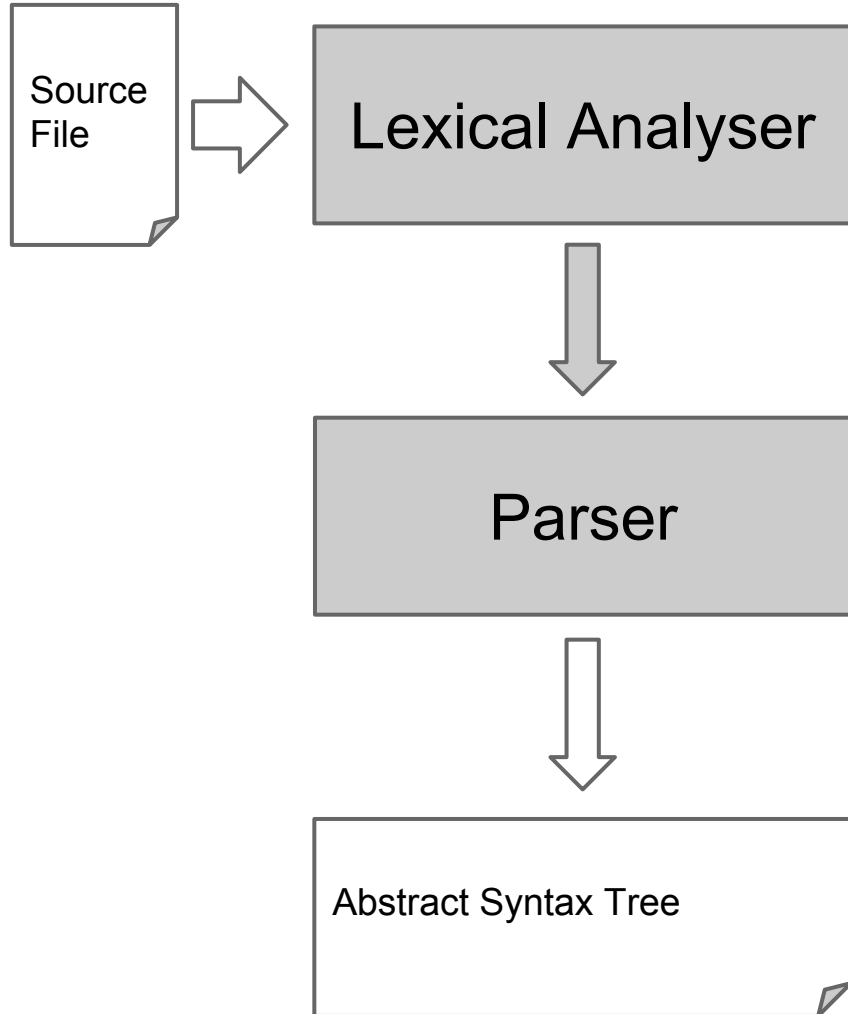 Source
File
Lexical Analyser
Parser
Abstract Syntax Tree